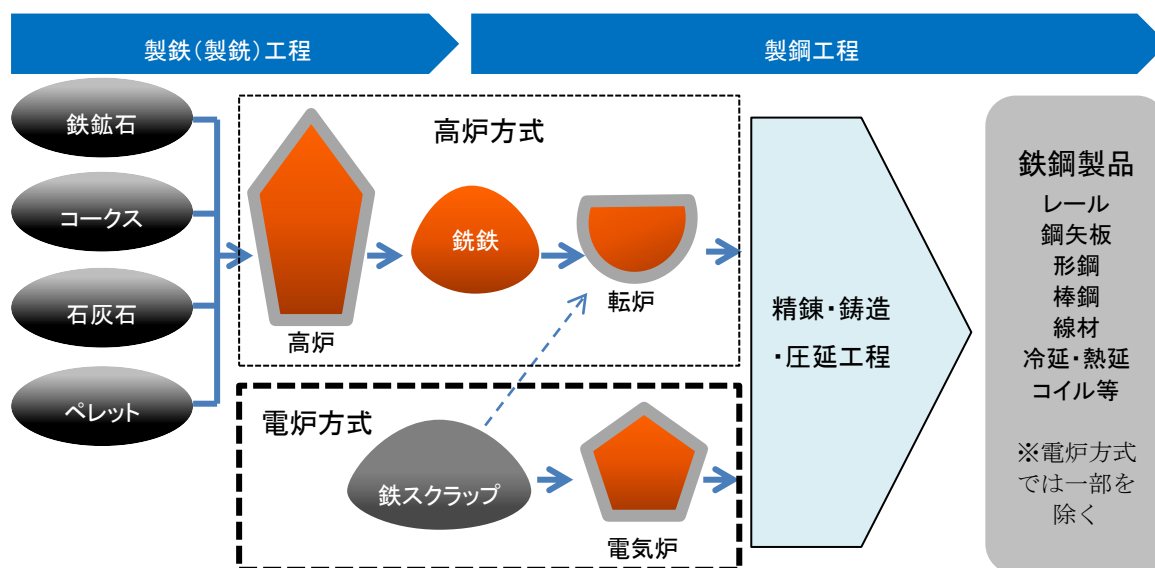 製鉄（製銑）工程
製鋼工程
鉄鉱石
コークス
石灰石
ペレット
高炉方式
高炉
銑鉄
転炉
電炉方式
鉄スクラップ
電気炉
精錬・鋳造
・圧延工程
鉄鋼製品
レール
鋼矢板
形鋼
棒鋼
線材
冷延・熱延
コイル等
※電炉方式
では一部を
除く